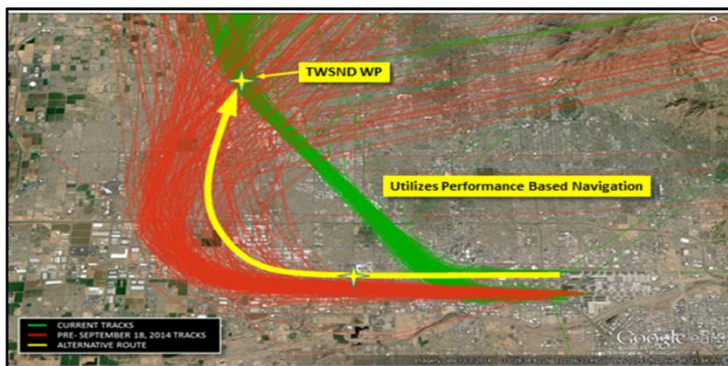 TWSND WP
Utilizes Performance Based Navigation
CURRENT TRACKS
PRE- SEPTEMBER 18, 2014 TRACKS
ALTERNATIVE ROUTE
Google earth